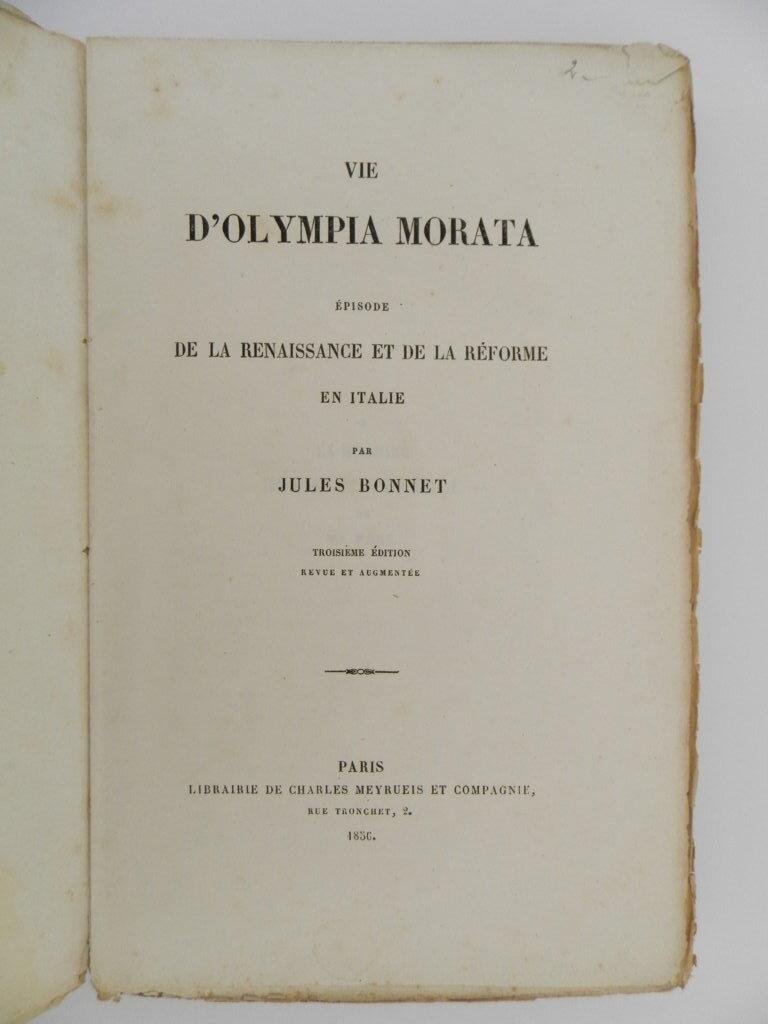 2
VIE
D'OLYMPIA MORATA
ÉPISODE
DE LA RENAISSANCE ET DE LA RÉFORME
EN ITALIE
PAR
JULES BONNET
TROISIÈME ÉDITION
REVUE ET AUGMENTÉE
PARIS
LIBRAIRIE DE CHARLES MEYRUEIS ET COMPAGNIE,
RUE TRONCHET, 2.
1856.